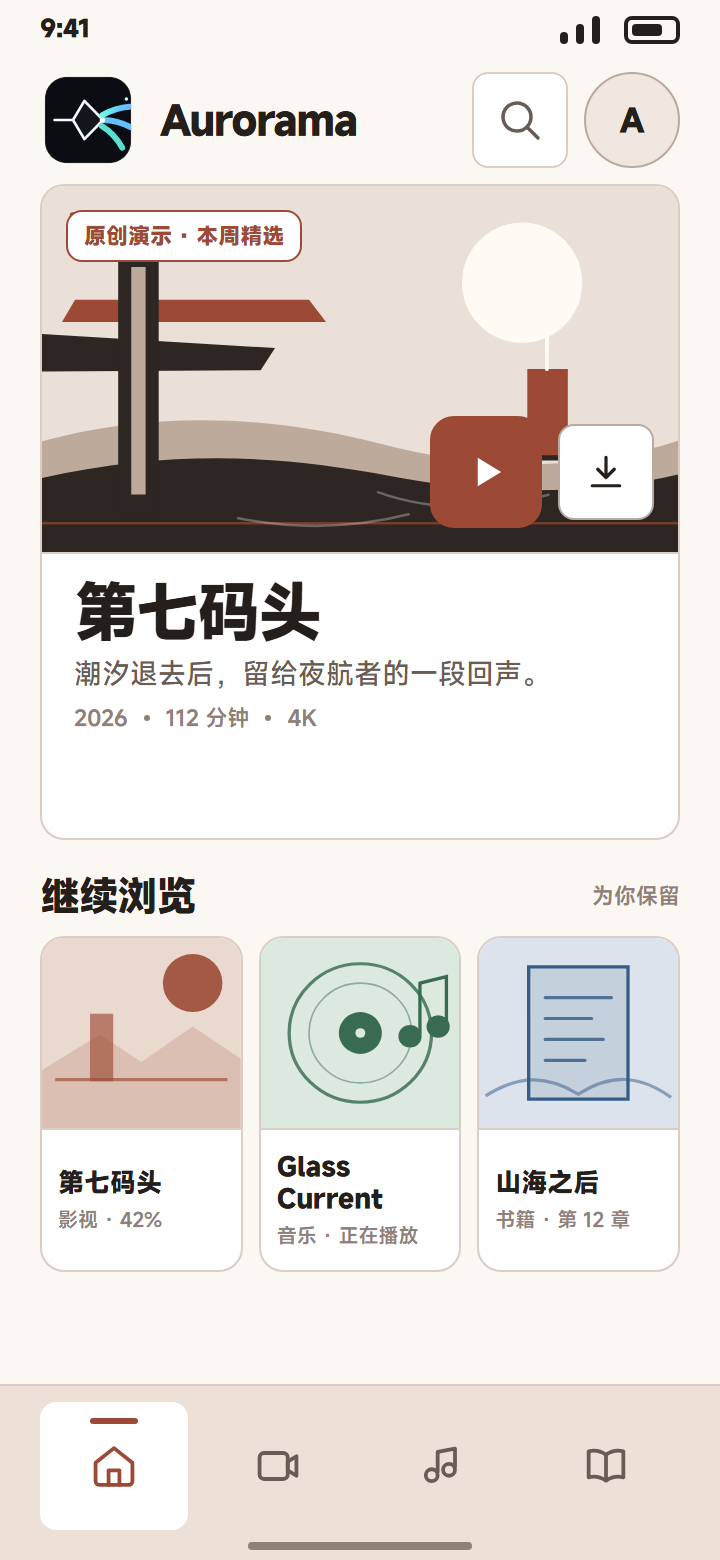 9:41
Aurorama
A
原创演示 · 本周精选
第七码头
潮汐退去后，留给夜航者的一段回声。
2026 • 112 分钟 • 4K
继续浏览
为你保留
第七码头
影视 · 42%
Glass
Current
音乐 · 正在播放
山海之后
书籍 · 第 12 章